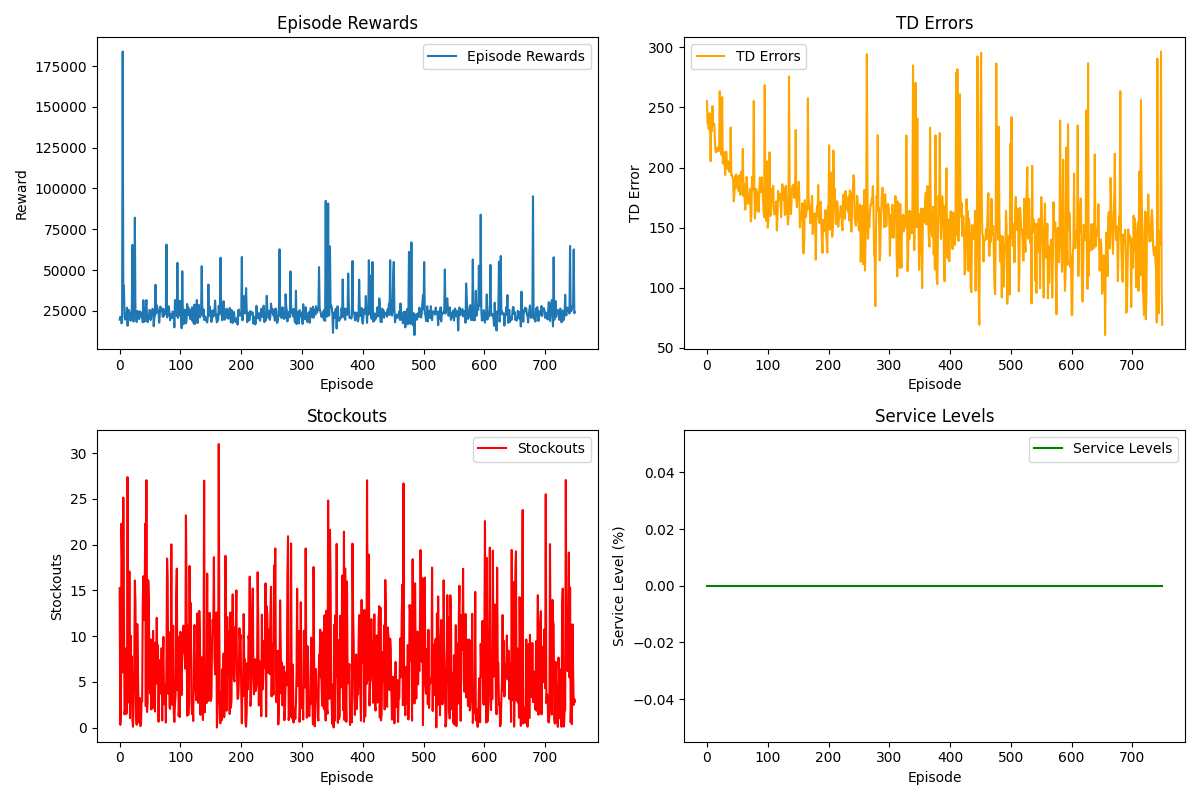 Episode Rewards
Episode Rewards
Reward
175000
150000
125000
100000
75000
50000
25000
0 100 200 300 400 500 600 700
Episode
TD Errors
TD Errors
TD Error
300
250
200
150
100
50
0 100 200 300 400 500 600 700
Episode
Stockouts
Stockouts
Stockouts
30
25
20
15
10
5
0
0 100 200 300 400 500 600 700
Episode
Service Levels
Service Levels
Service Level (%)
0.04
0.02
0.00
−0.02
−0.04
0 100 200 300 400 500 600 700
Episode